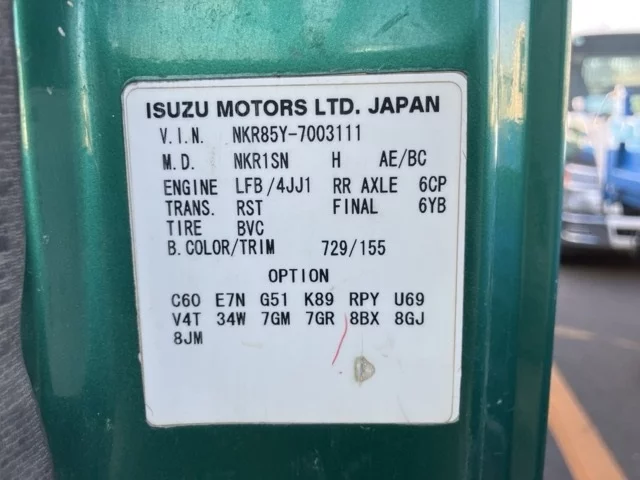 ISUZU MOTORS LTD. JAPAN
V.I.N. NKR85Y-7003111
M.D. NKR1SN H AE/BC
ENGINE LFB/4JJ1 RR AXLE 6CP
TRANS. RST FINAL 6YB
TIRE BVC
B.COLOR/TRIM 729/155
OPTION
C60 E7N G51 K89 RPY U69
V4T 34W 7GM 7GR 8BX 8GJ
8JM